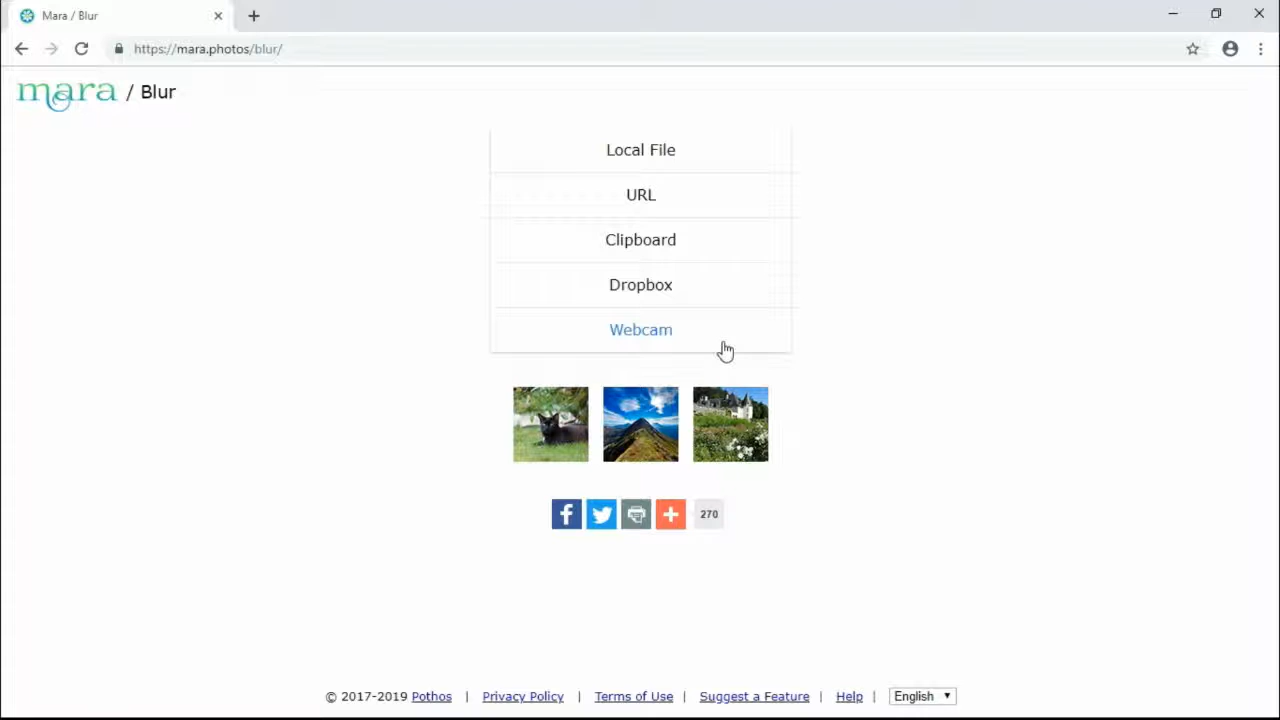 Mara / Blur
https://mara.photos/blur/
mara / Blur
Local File
URL
Clipboard
Dropbox
Webcam
270
© 2017-2019 Pothos | Privacy Policy | Terms of Use | Suggest a Feature | Help | English